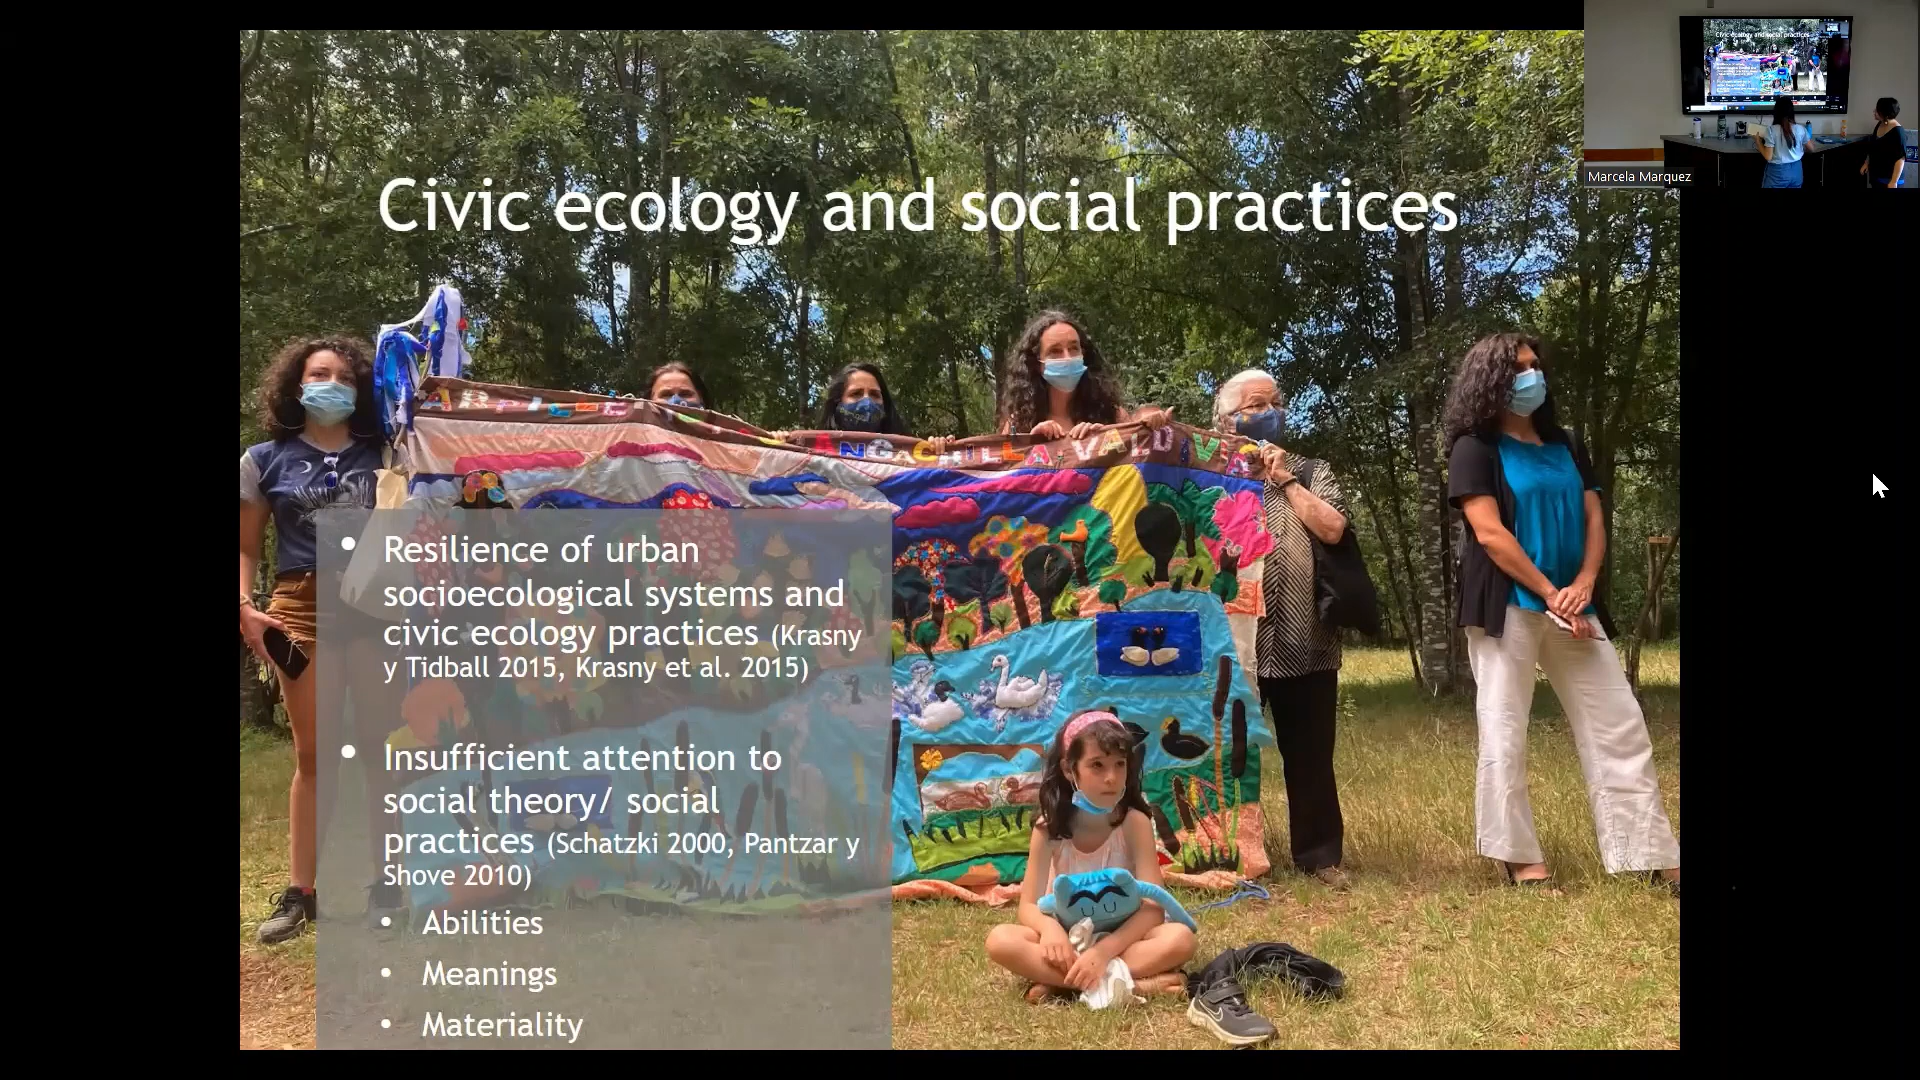 Civic ecology and social practices
Marcela Marquez
ANGACHILLA VALDIVIA
• Resilience of urban
socioecological systems and
civic ecology practices (Krasny
y Tidball 2015, Krasny et al. 2015)
• Insufficient attention to
social theory/ social
practices (Schatzki 2000, Pantzar y
Shove 2010)
• Abilities
• Meanings
• Materiality